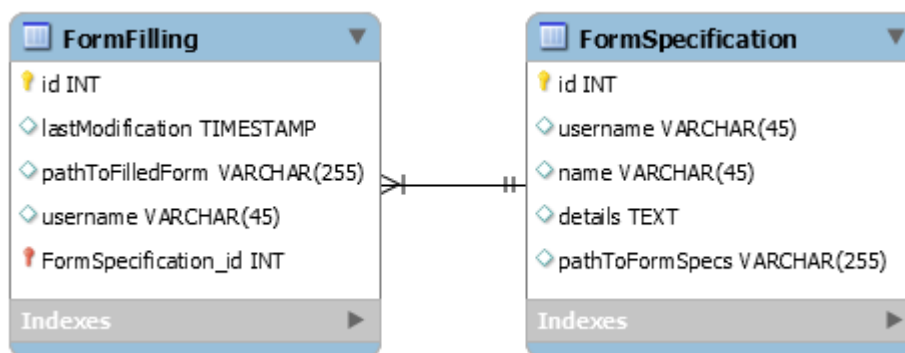 FormFilling
id INT
lastModification TIMESTAMP
pathToFilledForm VARCHAR(255)
username VARCHAR(45)
FormSpecification_id INT
Indexes
FormSpecification
id INT
username VARCHAR(45)
name VARCHAR(45)
details TEXT
pathToFormSpecs VARCHAR(255)
Indexes